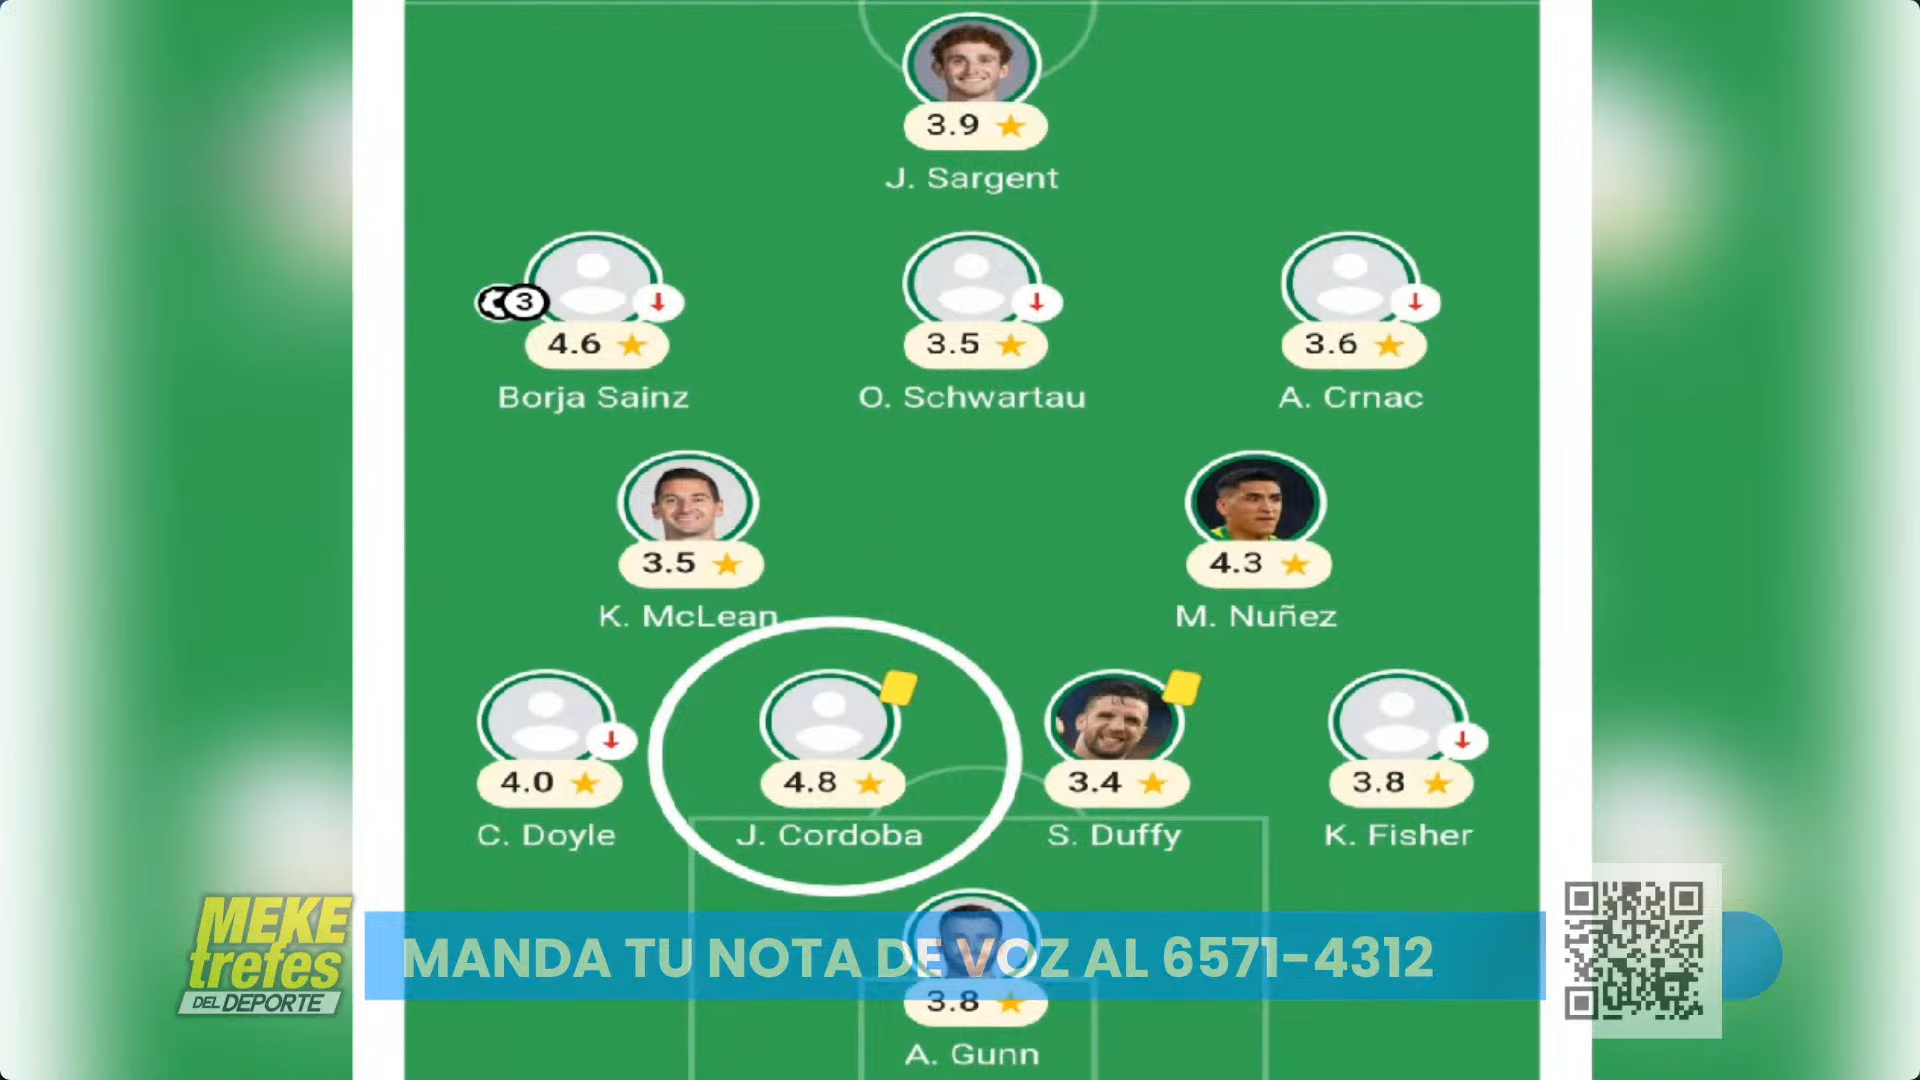 3.9
J. Sargent
3
4.6
3.5
3.6
Borja Sainz
O. Schwartau
A. Crnac
3.5
4.3
K. McLean
M. Nuñez
4.0
4.8
3.4
3.8
C. Doyle
J. Cordoba
S. Duffy
K. Fisher
MEKE
trefes
DEL DEPORTE
MANDA TU NOTA DE VOZ AL 6571-4312
3.8
A. Gunn